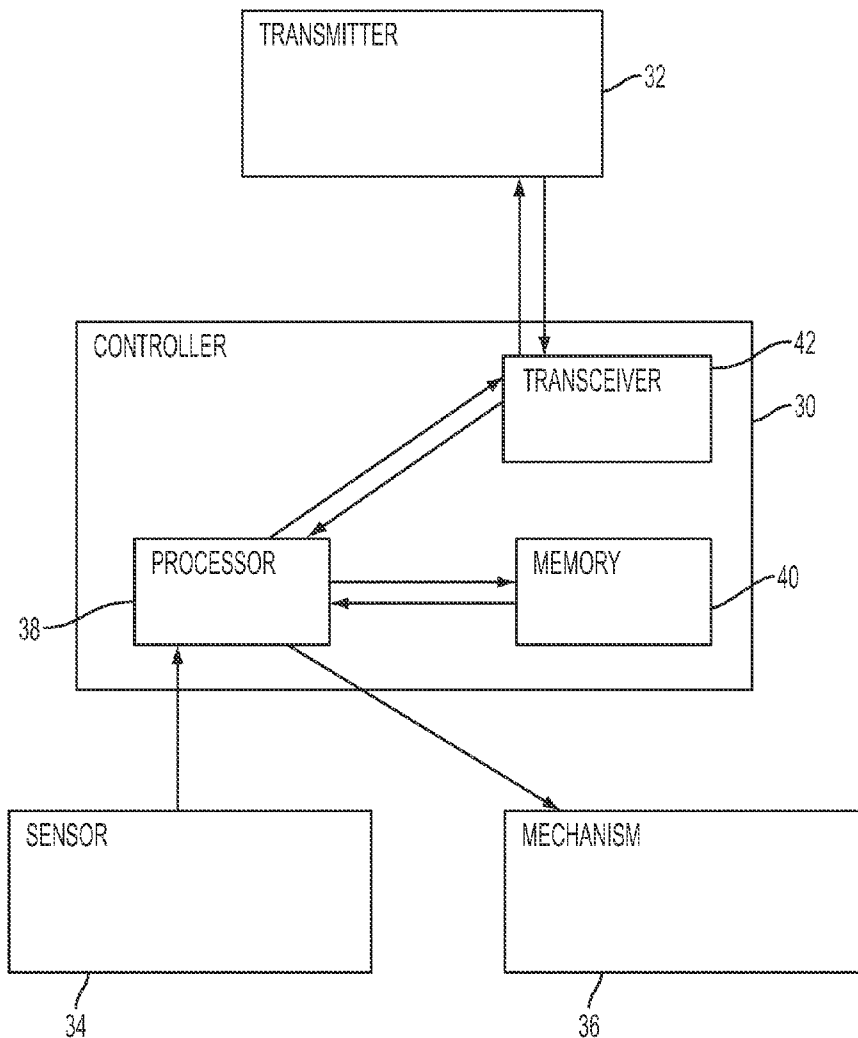 TRANSMITTER
32
CONTROLLER
42
TRANSCEIVER
30
PROCESSOR
MEMORY
40
38
SENSOR
MECHANISM
34
36